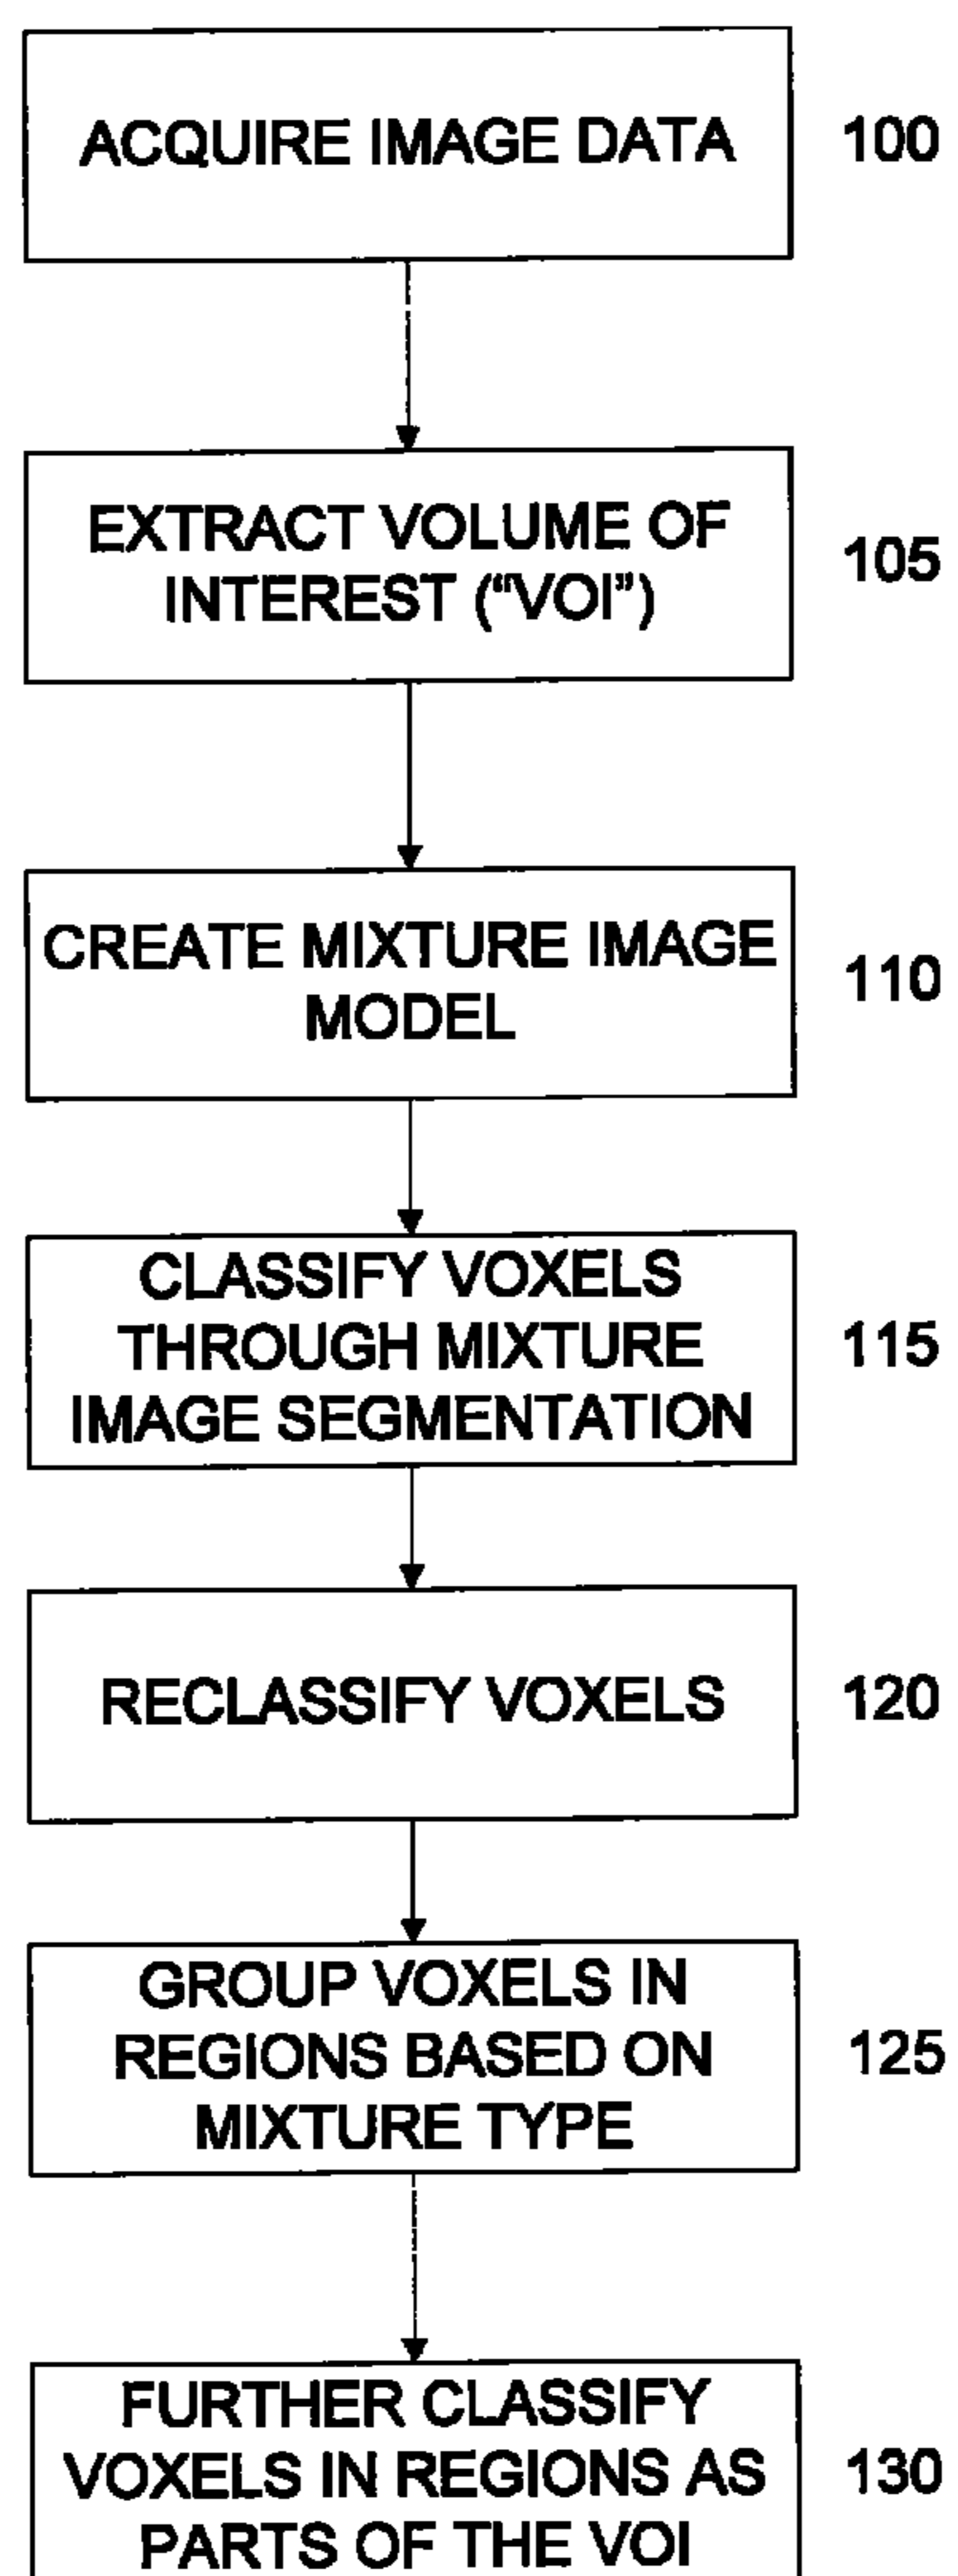 ACQUIRE IMAGE DATA 100
EXTRACT VOLUME OF
INTEREST (“VOI”)
105
CREATE MIXTURE IMAGE
MODEL
110
CLASSIFY VOXELS
THROUGH MIXTURE
IMAGE SEGMENTATION
115
RECLASSIFY VOXELS 120
GROUP VOXELS IN
REGIONS BASED ON
MIXTURE TYPE
125
FURTHER CLASSIFY
VOXELS IN REGIONS AS
PARTS OF THE VOI
130